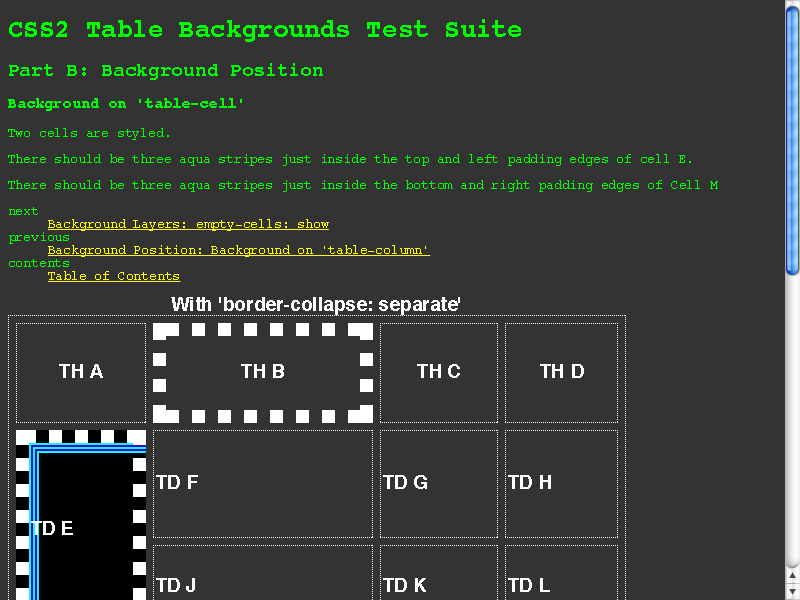 CSS2 Table Backgrounds Test Suite
Part B: Background Position
Background on 'table-cell'
Two cells are styled.
There should be three aqua stripes just inside the top and left padding edges of cell E.
There should be three aqua stripes just inside the bottom and right padding edges of Cell M
next
Background Layers: empty-cells: show
previous
Background Position: Background on 'table-column'
contents
Table of Contents
With 'border-collapse: separate'
TH A
TH B
TH C
TH D
TD E
TD F
TD G
TD H
TD J
TD K
TD L